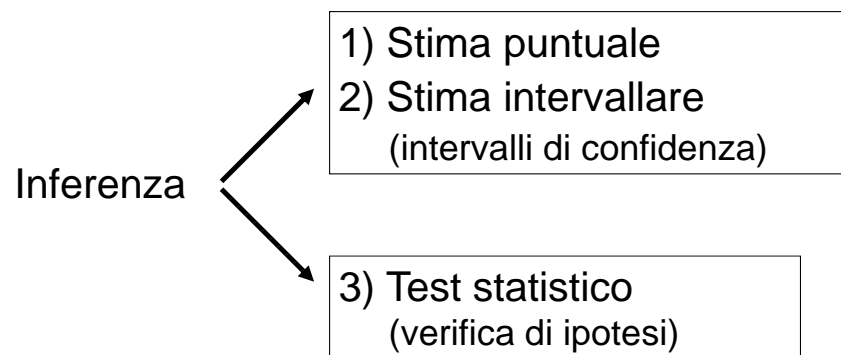 1) Stima puntuale
2) Stima intervallare
(intervalli di confidenza)
Inferenza
3) Test statistico
(verifica di ipotesi)